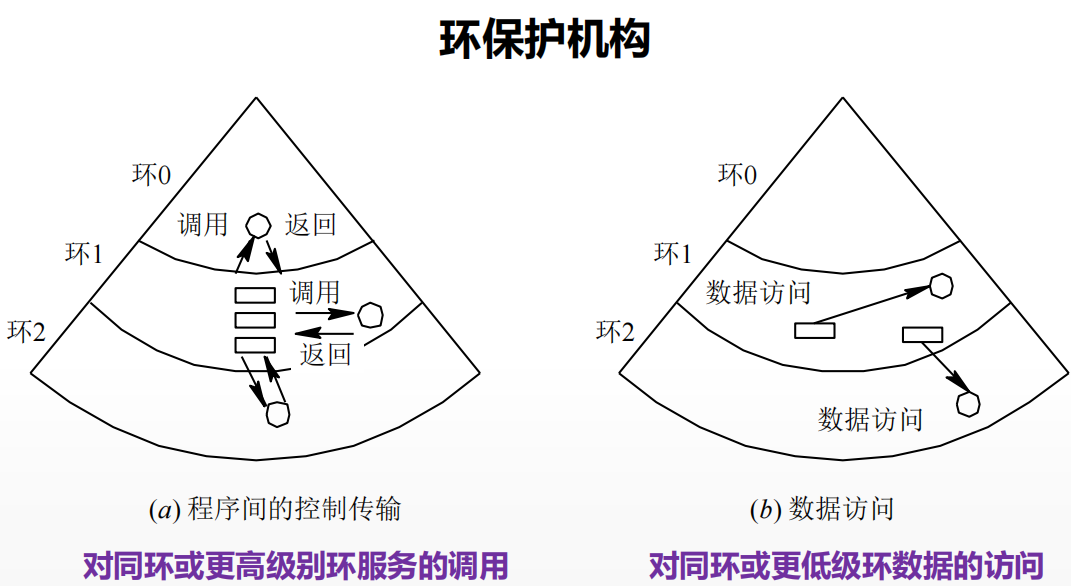 环保护机构
环0
调用 返回
环1
调用
环2
返回
(a) 程序间的控制传输
对同环或更高级别环服务的调用
环0
环1
数据访问
环2
数据访问
(b) 数据访问
对同环或更低级环数据的访问